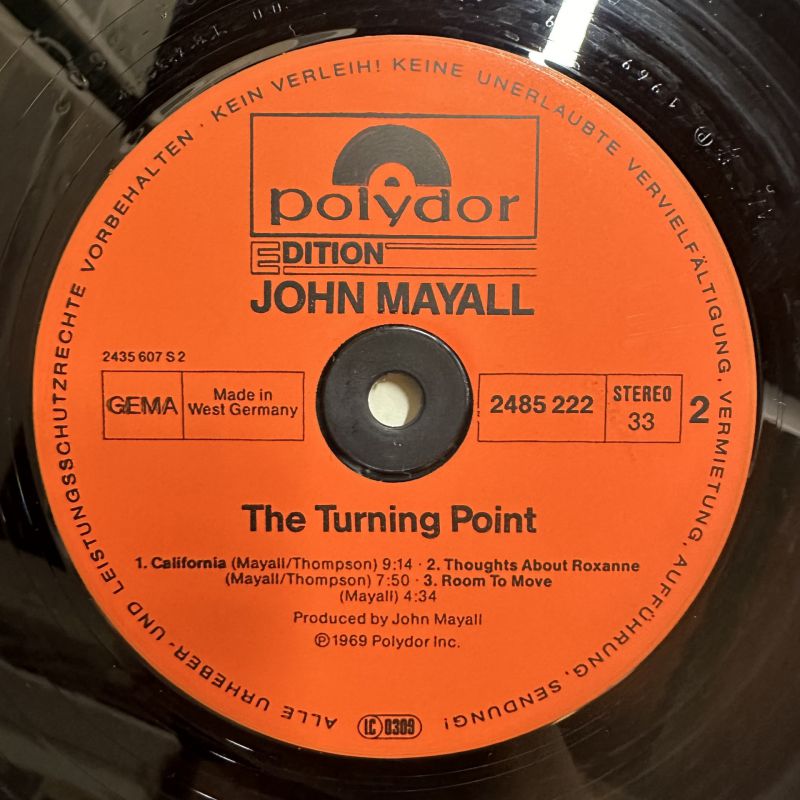 ALLE URHEBER- UND LEISTUNGSSCHUTZRECHTE VORBEHALTEN · KEIN VERLEIH! KEINE UNERLAUBTE VERVIELFÄLTIGUNG, VERMIETUNG, AUFFÜHRUNG, SENDUNG!
polydor
EDITION
JOHN MAYALL
2435 607 S 2
GEMA
Made in
West Germany
2485 222
STEREO
33
2
The Turning Point
1. California (Mayall/Thompson) 9:14 · 2. Thoughts About Roxanne
(Mayall/Thompson) 7:50 · 3. Room To Move
(Mayall) 4:34
Produced by John Mayall
Ⓟ1969 Polydor Inc.
LC 0309
Ⓟ 1969